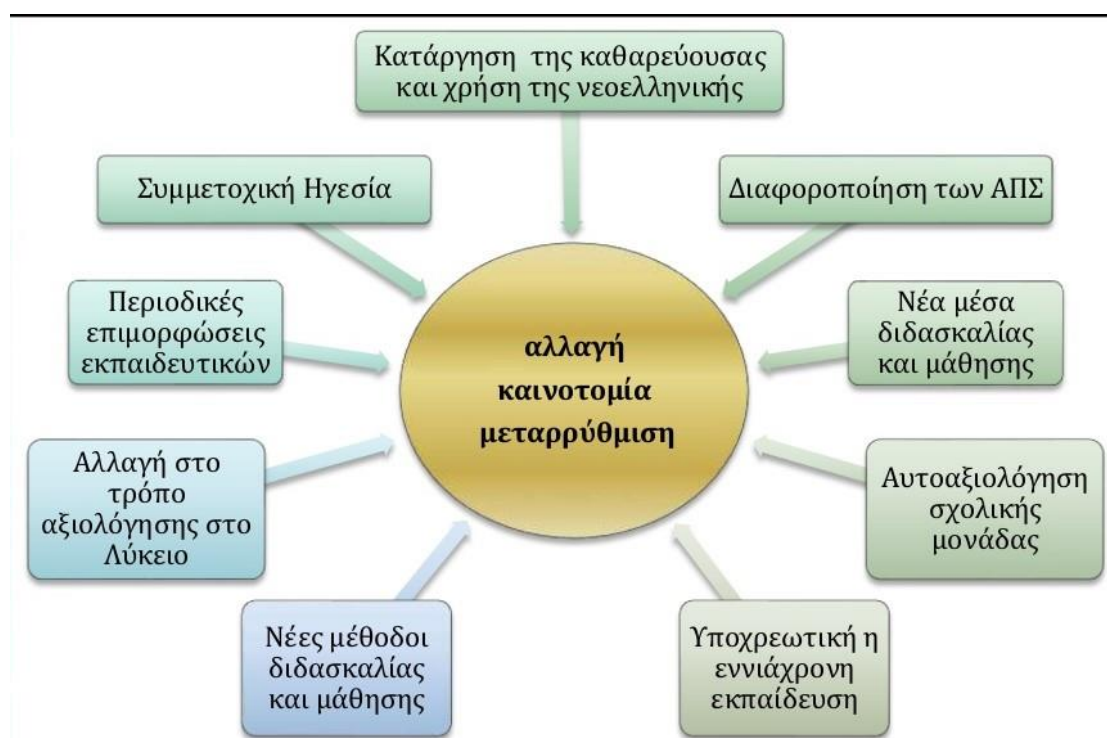 Κατάργηση της καθαρεύουσας
και χρήση της νεοελληνικής
Συμμετοχική Ηγεσία
Διαφοροποίηση των ΑΠΣ
Περιοδικές
επιμορφώσεις
εκπαιδευτικών
Νέα μέσα
διδασκαλίας
και μάθησης
αλλαγή
καινοτομία
μεταρρύθμιση
Αλλαγή στο
τρόπο
αξιολόγησης στο
Λύκειο
Αυτοαξιολόγηση
σχολικής
μονάδας
Νέες μέθοδοι
διδασκαλίας
και μάθησης
Υποχρεωτική η
εννιάχρονη
εκπαίδευση